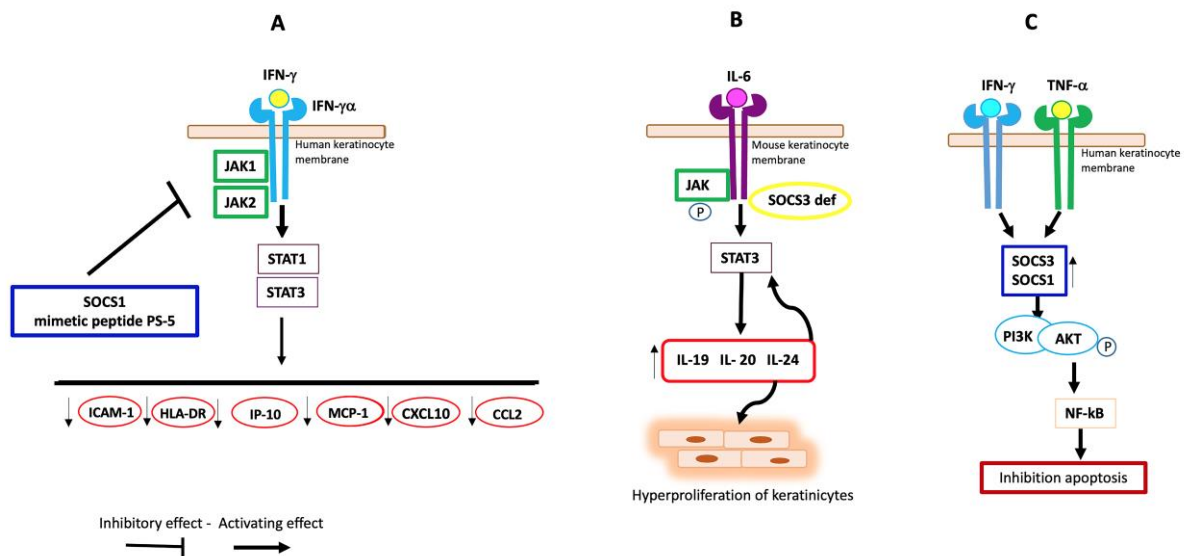 A
IFN-γ
IFN-γα
Human keratinocyte
membrane
JAK1
JAK2
STAT1
STAT3
SOCS1
mimetic peptide PS-5
ICAM-1
HLA-DR
IP-10
MCP-1
CXCL10
CCL2
Inhibitory effect - Activating effect
B
IL-6
Mouse keratinocyte
membrane
JAK
P
SOCS3 def
STAT3
IL-19 IL- 20 IL-24
Hyperproliferation of keratinicytes
C
IFN-γ
TNF-α
Human keratinocyte
membrane
SOCS3
SOCS1
PI3K
AKT
P
NF-kB
Inhibition apoptosis